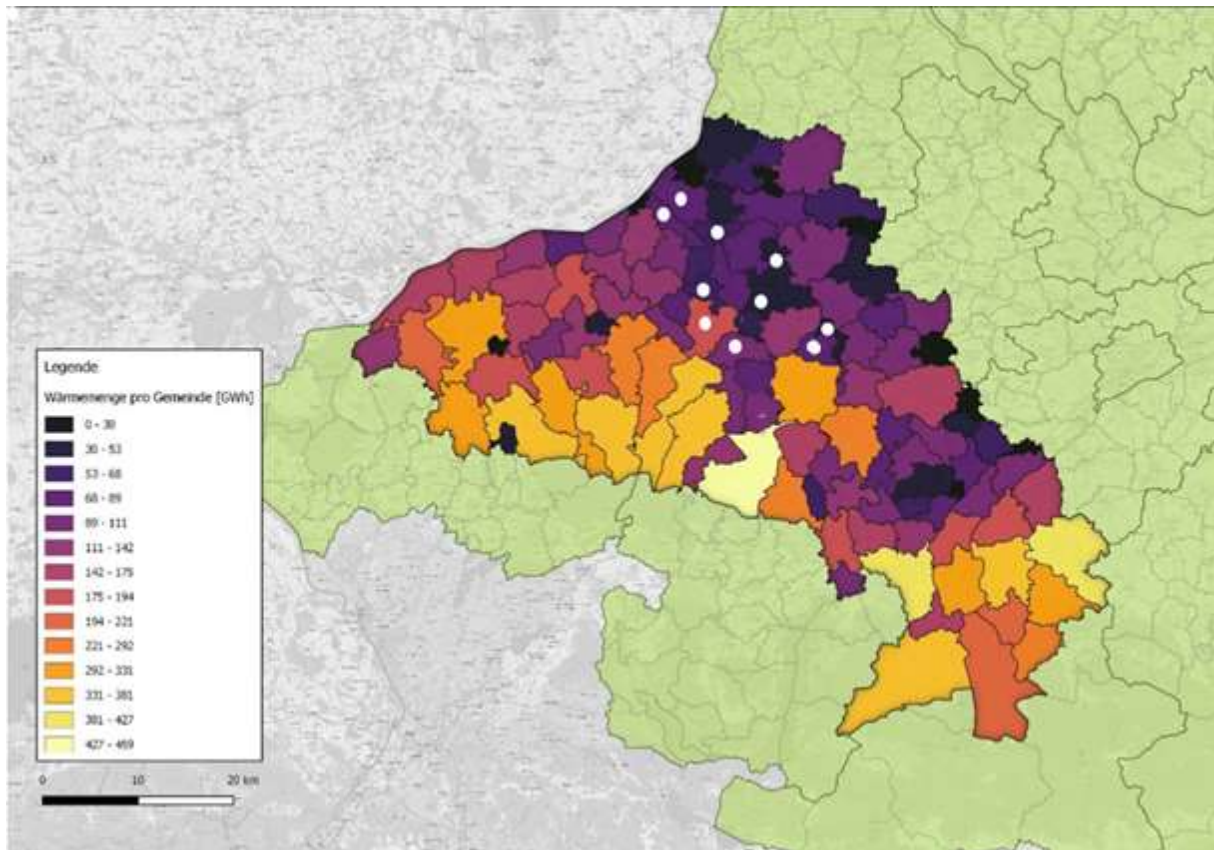 Legende
Wärmemenge pro Gemeinde [GWh]
0 - 30
30 - 53
53 - 68
68 - 89
89 - 111
111 - 142
142 - 175
175 - 194
194 - 221
221 - 292
292 - 331
331 - 381
381 - 427
427 - 459
0 10 20 km